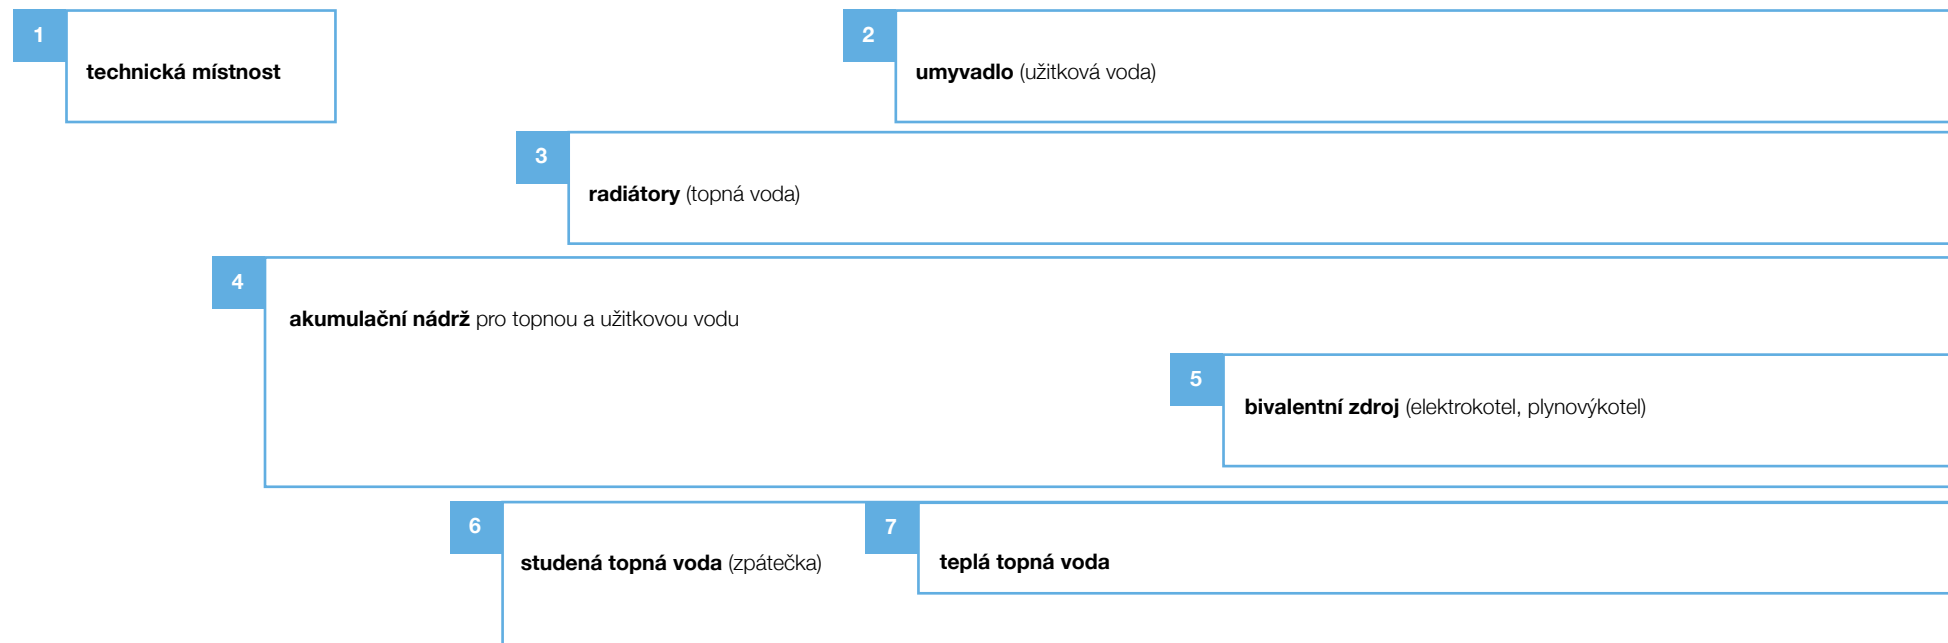 1
technická místnost
2
umyvadlo (užitková voda)
3
radiátory (topná voda)
4
akumulační nádrž pro topnou a užitkovou vodu
5
bivalentní zdroj (elektrokotel, plynovýkotel)
6
studená topná voda (zpátečka)
7
teplá topná voda